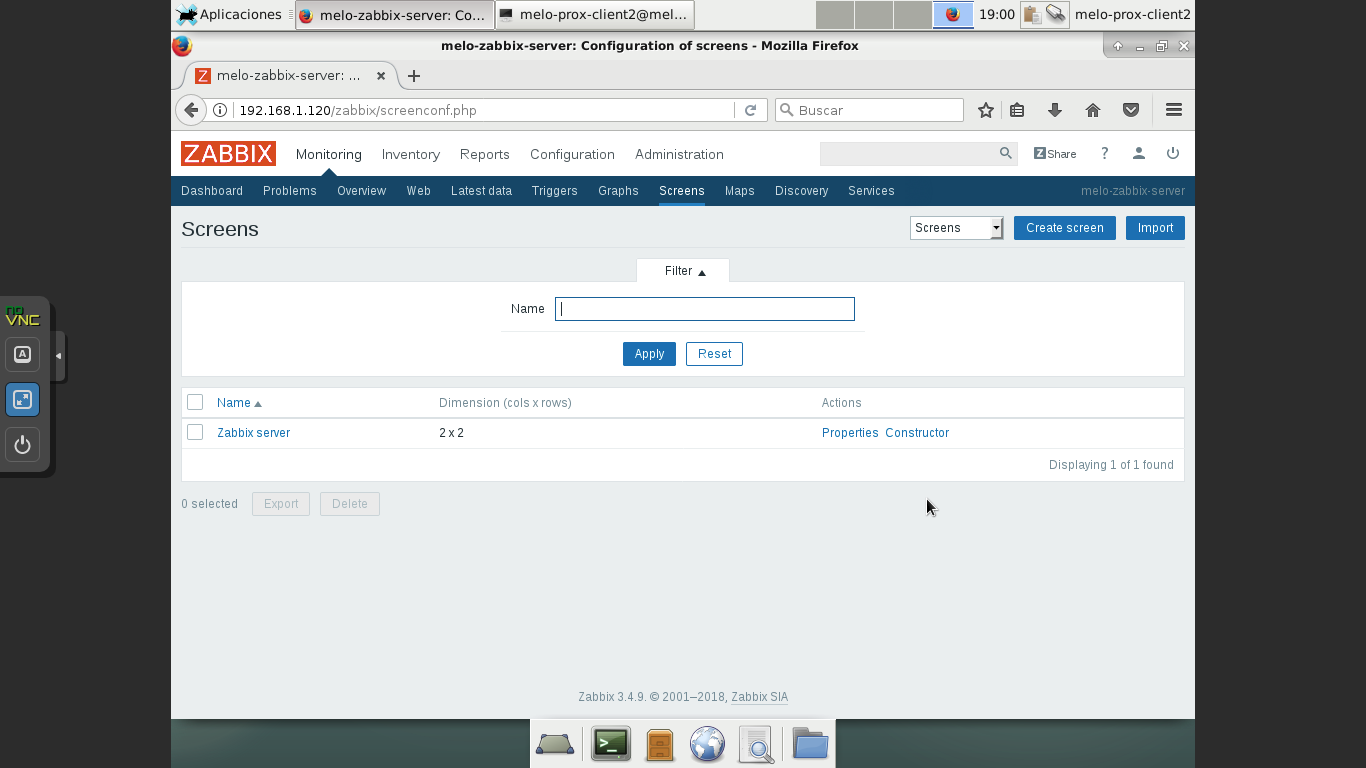 Aplicaciones melo-zabbix-server: Co... melo-prox-client2@mel... 19:00 melo-prox-client2
melo-zabbix-server: Configuration of screens - Mozilla Firefox
Z melo-zabbix-server: ...
192.168.1.120/zabbix/screenconf.php Buscar
ZABBIX Monitoring Inventory Reports Configuration Administration Z Share ?
Dashboard Problems Overview Web Latest data Triggers Graphs Screens Maps Discovery Services melo-zabbix-server
Screens Screens Create screen Import
Filter
no
VNC
A
Name
Apply Reset
Name Dimension (cols x rows) Actions
Zabbix server 2 x 2 Properties Constructor
Displaying 1 of 1 found
0 selected Export Delete
Zabbix 3.4.9. © 2001–2018, Zabbix SIA